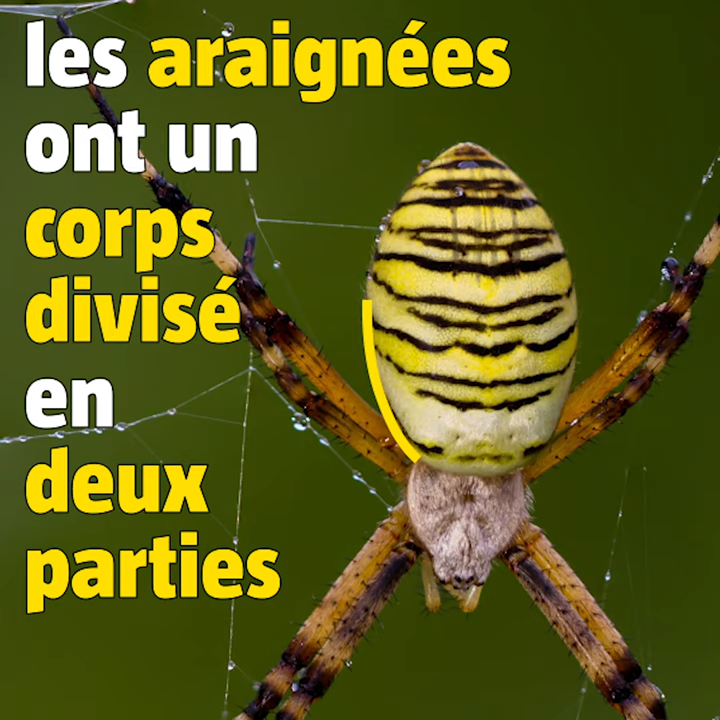 les araignées
ont un
corps
divisé
en
deux
parties